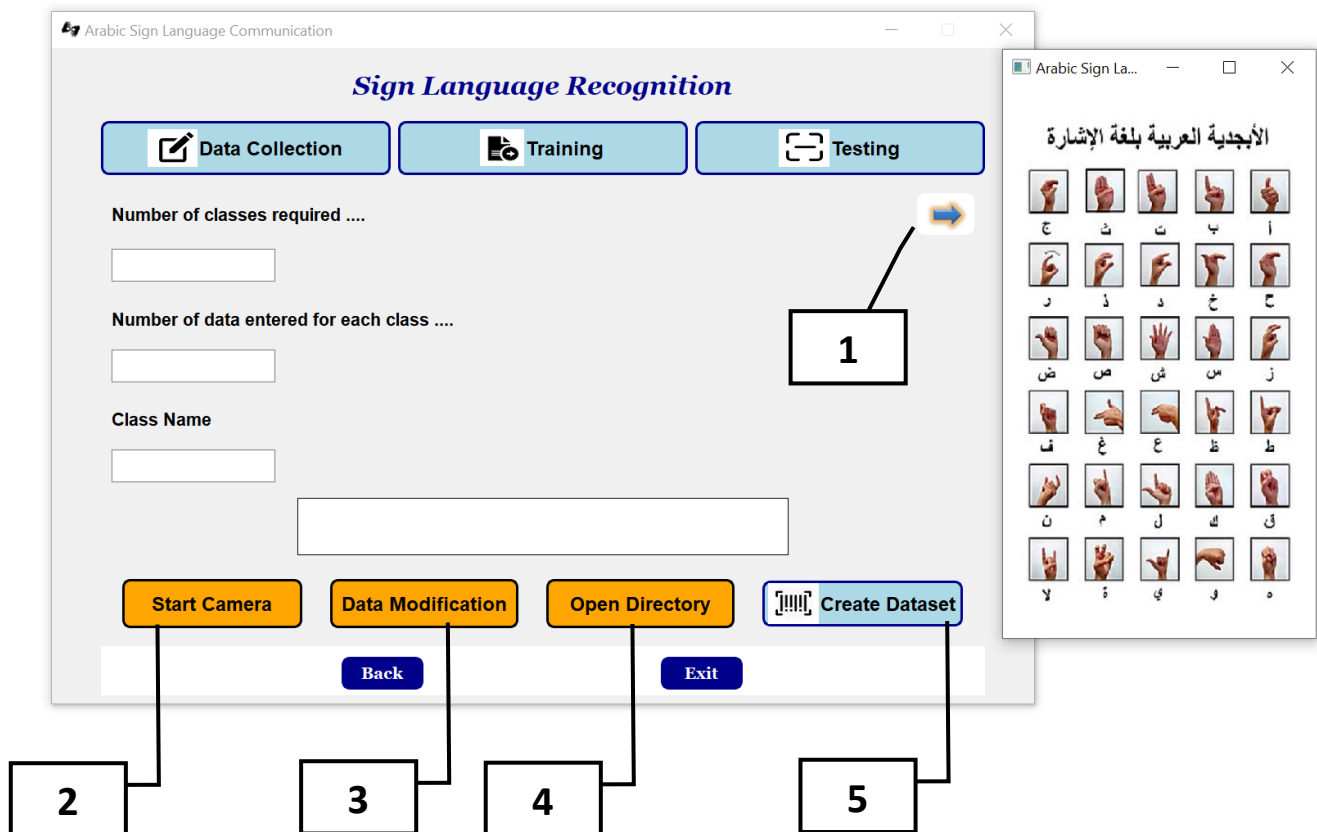 Arabic Sign Language Communication
Sign Language Recognition
Data Collection
Training
Testing
Number of classes required ....
Number of data entered for each class ....
Class Name
1
Start Camera
Data Modification
Open Directory
Create Dataset
Back
Exit
2
3
4
5
Arabic Sign La...
الأبجدية العربية بلغة الإشارة
أ ب ت ث ج
ح خ د ذ ر
ز س ش ص ض
ط ظ ع غ ف
ق ك ل م ن
ه و ي ة لا